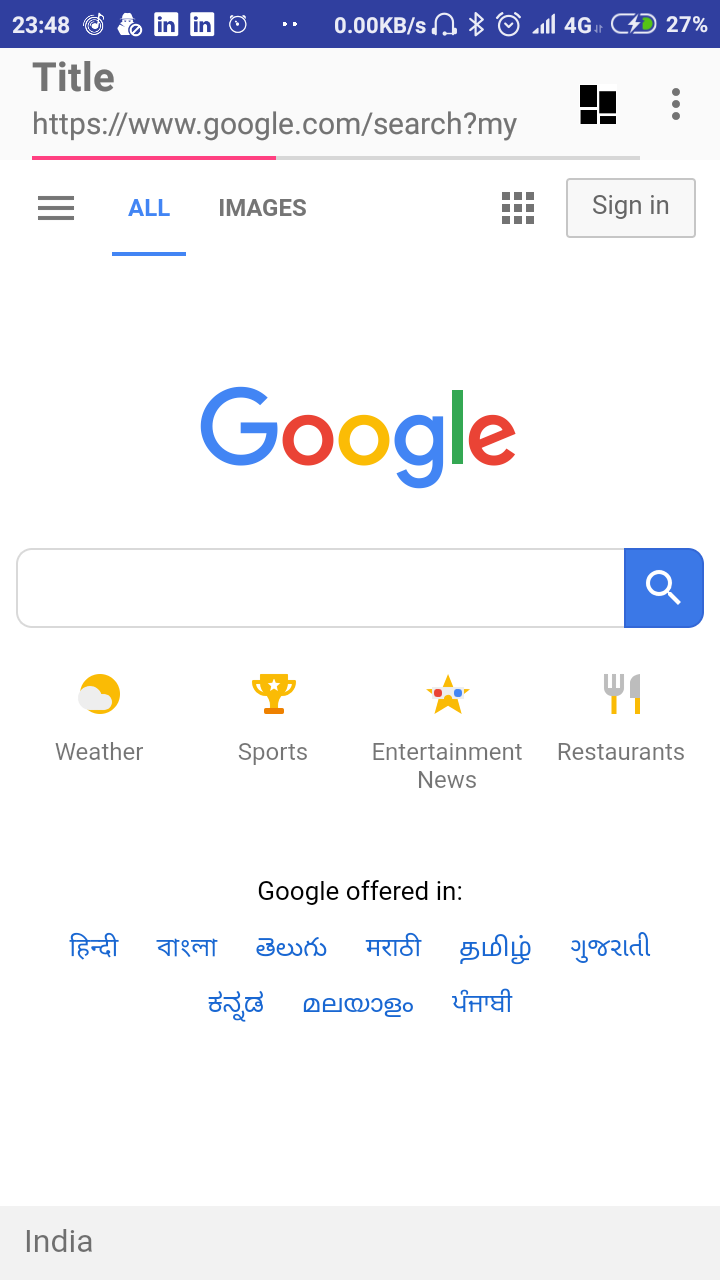 23:48 0.00KB/s 4G 27%
Title
https://www.google.com/search?my
ALL IMAGES Sign in
Google
Weather Sports Entertainment News Restaurants
Google offered in:
हिन्दी বাংলা తెలుగు मराठी தமிழ் ગુજરાતી
ಕನ್ನಡ മലയാളം ਪੰਜਾਬੀ
India